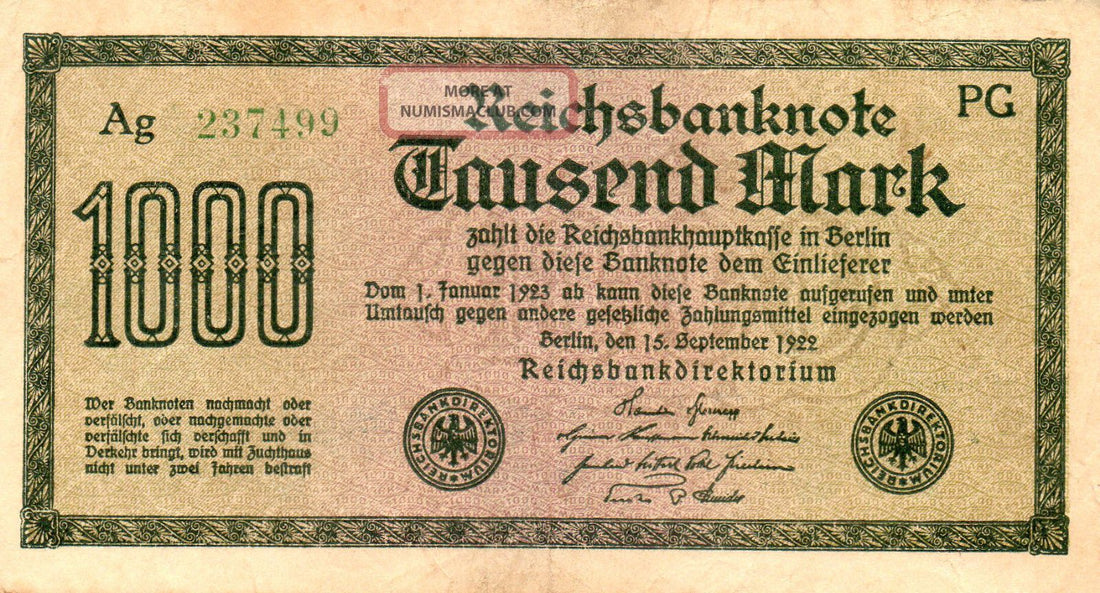 MORE AT
NUMISMACLUB.COM
Reichsbanknote
PG
Ag 237499
Tausend Mark
1000
zahlt die Reichsbankhauptkasse in Berlin
gegen diese Banknote dem Einlieferer
Vom 1. Januar 1923 ab kann diese Banknote aufgerufen und unter
Umtausch gegen andere gesetzliche Zahlungsmittel eingezogen werden
Berlin, den 15. September 1922
Reichsbankdirektorium
Wer Banknoten nachmacht oder
verfälscht, oder nachgemachte oder
verfälschte sich verschafft und in
Verkehr bringt, wird mit Zuchthaus
nicht unter zwei Jahren bestraft
REICHSBANKDIREKTORIUM
REICHSBANKDIREKTORIUM